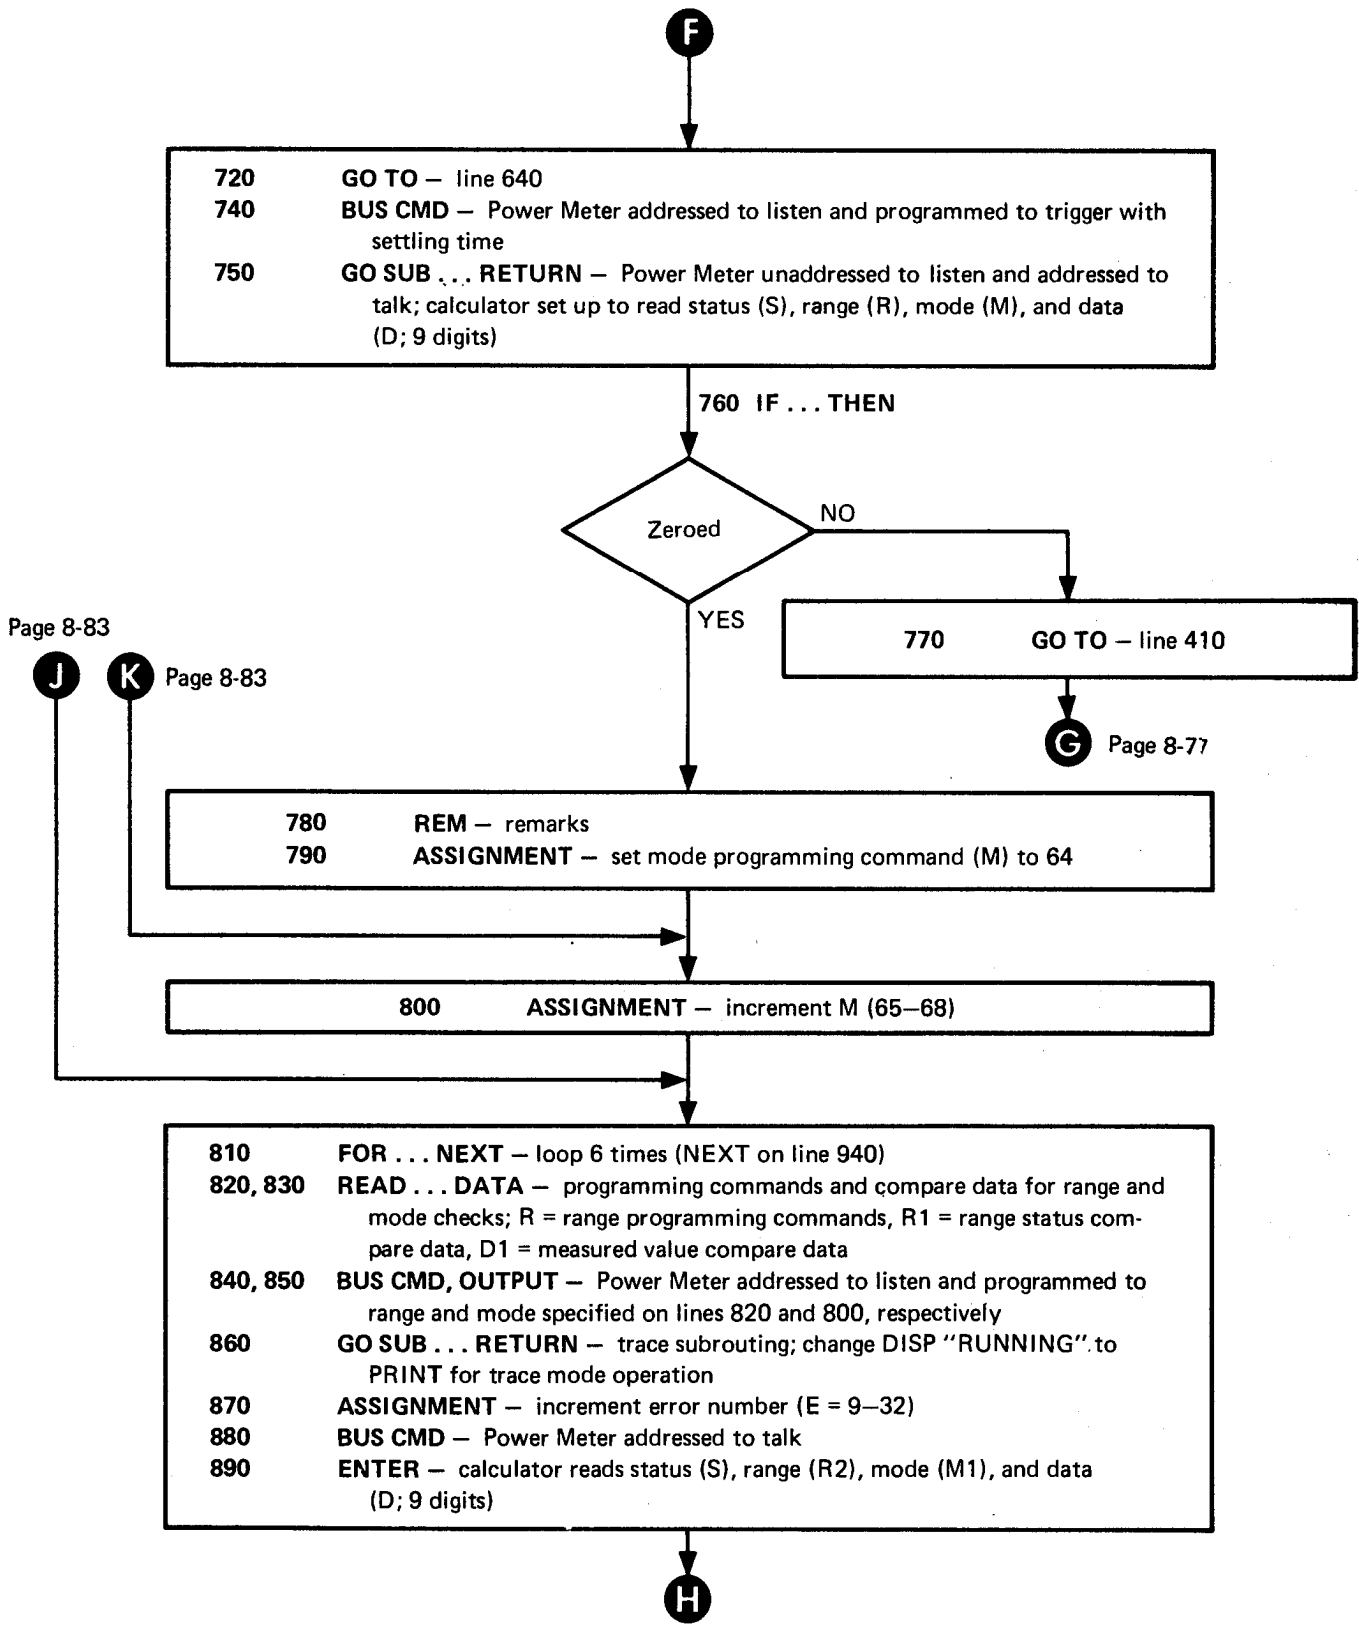 F
720 GO TO — line 640
740 BUS CMD — Power Meter addressed to listen and programmed to trigger with
settling time
750 GO SUB ... RETURN — Power Meter unaddressed to listen and addressed to
talk; calculator set up to read status (S), range (R), mode (M), and data
(D; 9 digits)
760 IF ... THEN
Zeroed
NO
YES
770 GO TO — line 410
G Page 8-77
Page 8-83
J K Page 8-83
780 REM — remarks
790 ASSIGNMENT — set mode programming command (M) to 64
800 ASSIGNMENT — increment M (65—68)
810 FOR ... NEXT — loop 6 times (NEXT on line 940)
820, 830 READ ... DATA — programming commands and compare data for range and
mode checks; R = range programming commands, R1 = range status com-
pare data, D1 = measured value compare data
840, 850 BUS CMD, OUTPUT — Power Meter addressed to listen and programmed to
range and mode specified on lines 820 and 800, respectively
860 GO SUB ... RETURN — trace subrouting; change DISP "RUNNING" to
PRINT for trace mode operation
870 ASSIGNMENT — increment error number (E = 9—32)
880 BUS CMD — Power Meter addressed to talk
890 ENTER — calculator reads status (S), range (R2), mode (M1), and data
(D; 9 digits)
H